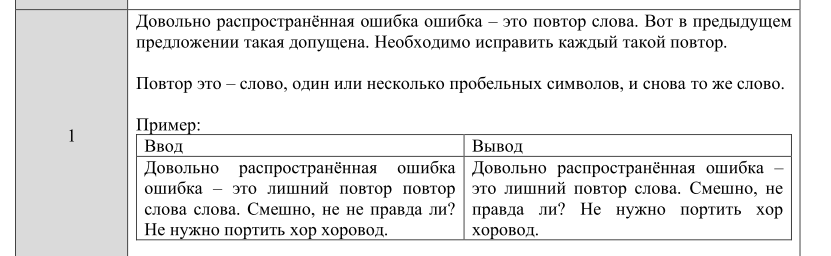 Довольно распространённая ошибка ошибка – это повтор слова. Вот в предыдущем
предложении такая допущена. Необходимо исправить каждый такой повтор.
Повтор это – слово, один или несколько пробельных символов, и снова то же слово.
1
Пример:
Ввод
Вывод
Довольно распространённая ошибка
ошибка – это лишний повтор повтор
слова слова. Смешно, не не правда ли?
Не нужно портить хор хоровод.
Довольно распространённая ошибка –
это лишний повтор слова. Смешно, не
правда ли? Не нужно портить хор
хоровод.